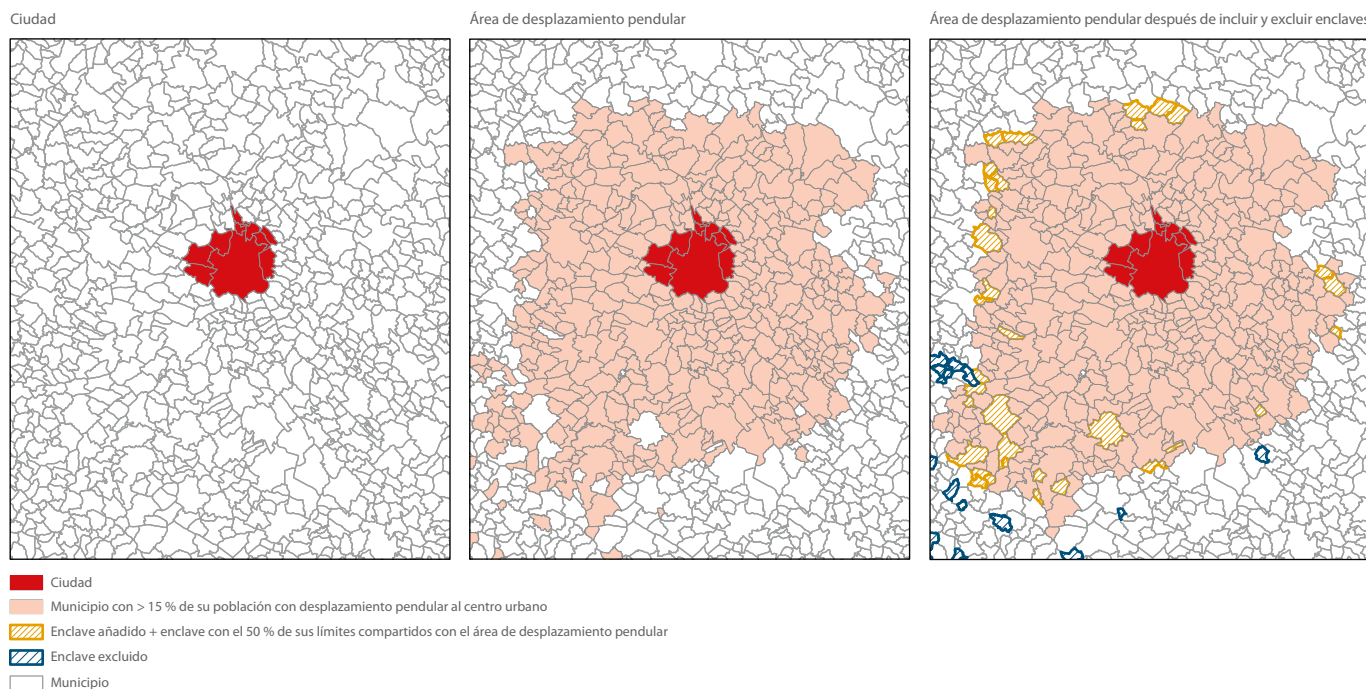 Ciudad
Área de desplazamiento pendular
Área de desplazamiento pendular después de incluir y excluir enclaves
Ciudad
Municipio con > 15 % de su población con desplazamiento pendular al centro urbano
Enclave añadido + enclave con el 50 % de sus límites compartidos con el área de desplazamiento pendular
Enclave excluido
Municipio